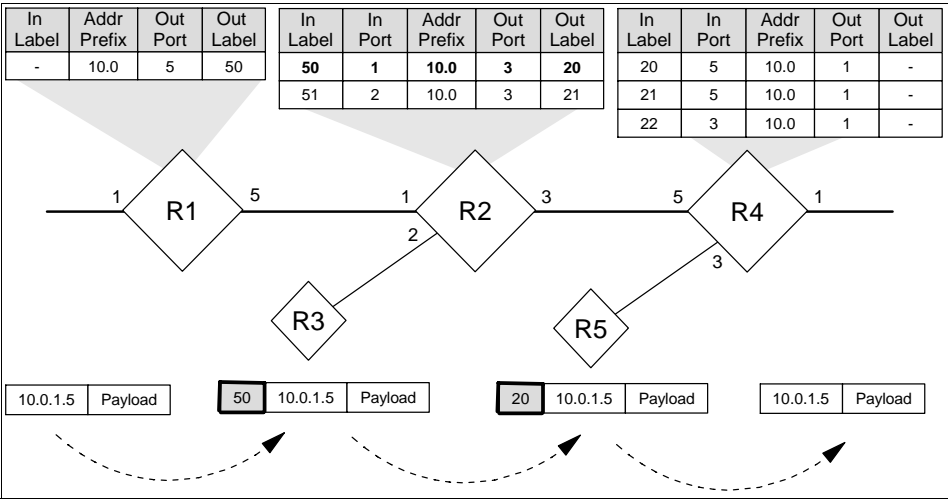 In Label Addr Prefix Out Port Out Label
- 10.0 5 50
In Label In Port Addr Prefix Out Port Out Label
50 1 10.0 3 20
51 2 10.0 3 21
In Label In Port Addr Prefix Out Port Out Label
20 5 10.0 1 -
21 5 10.0 1 -
22 3 10.0 1 -
1 R1 5 1 R2 3 5 R4 1
2 3
R3 R5
10.0.1.5 Payload 50 10.0.1.5 Payload 20 10.0.1.5 Payload 10.0.1.5 Payload